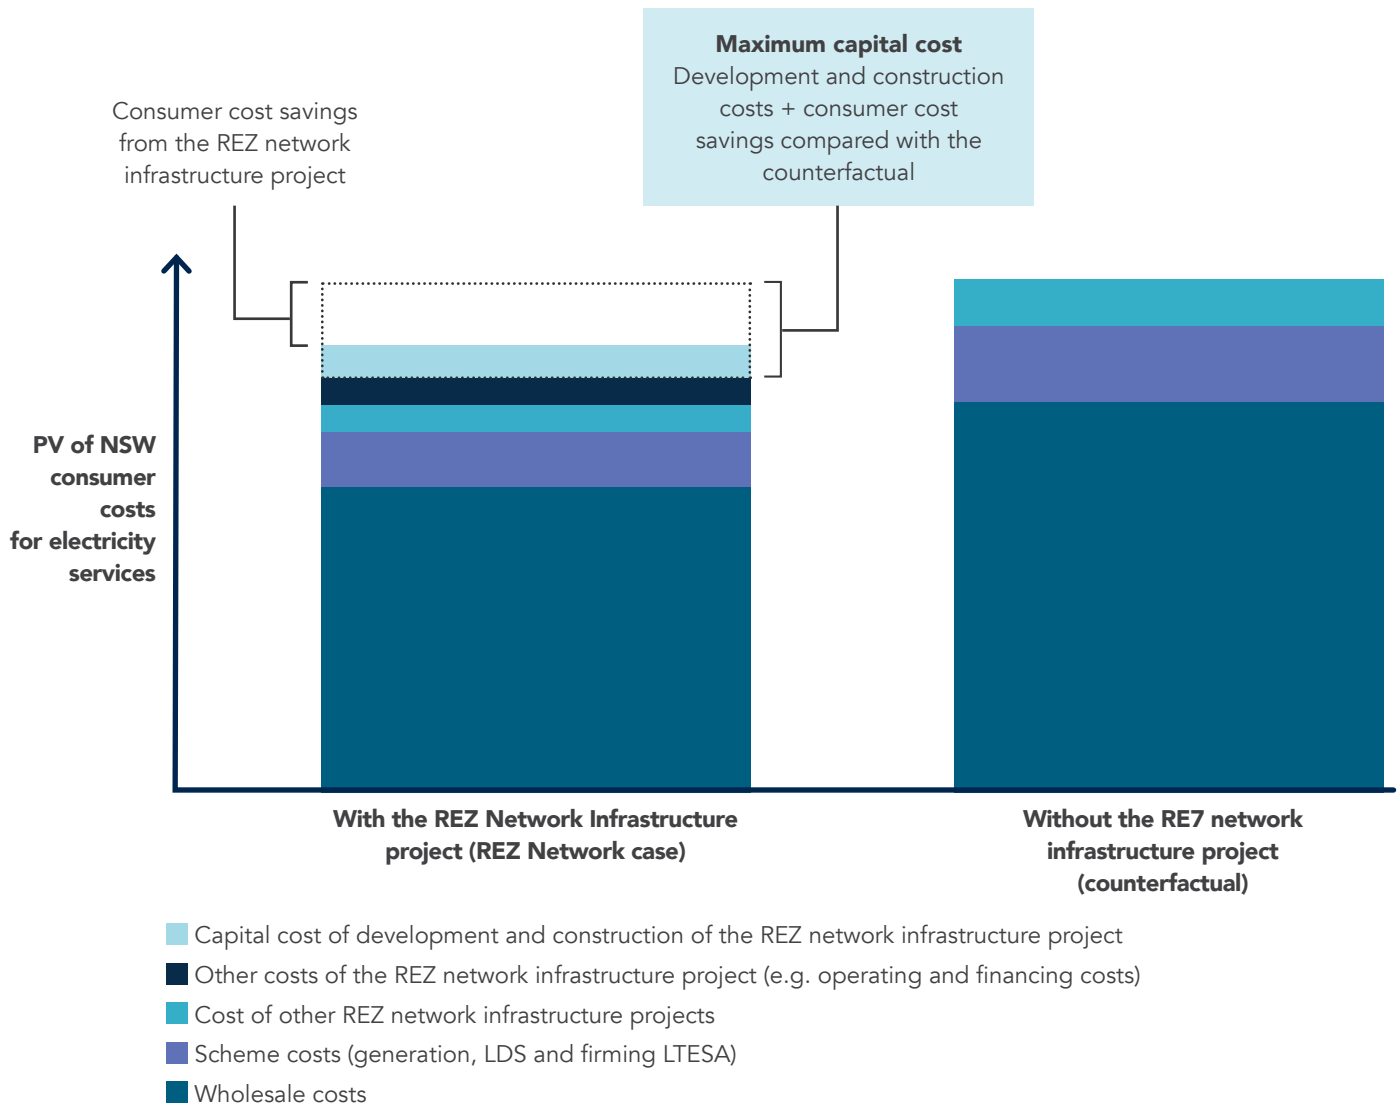 Maximum capital cost
Development and construction
costs + consumer cost
savings compared with the
counterfactual
Consumer cost savings
from the REZ network
infrastructure project
PV of NSW
consumer
costs
for electricity
services
With the REZ Network Infrastructure
project (REZ Network case)
Without the RE7 network
infrastructure project
(counterfactual)
Capital cost of development and construction of the REZ network infrastructure project
Other costs of the REZ network infrastructure project (e.g. operating and financing costs)
Cost of other REZ network infrastructure projects
Scheme costs (generation, LDS and firming LTESA)
Wholesale costs